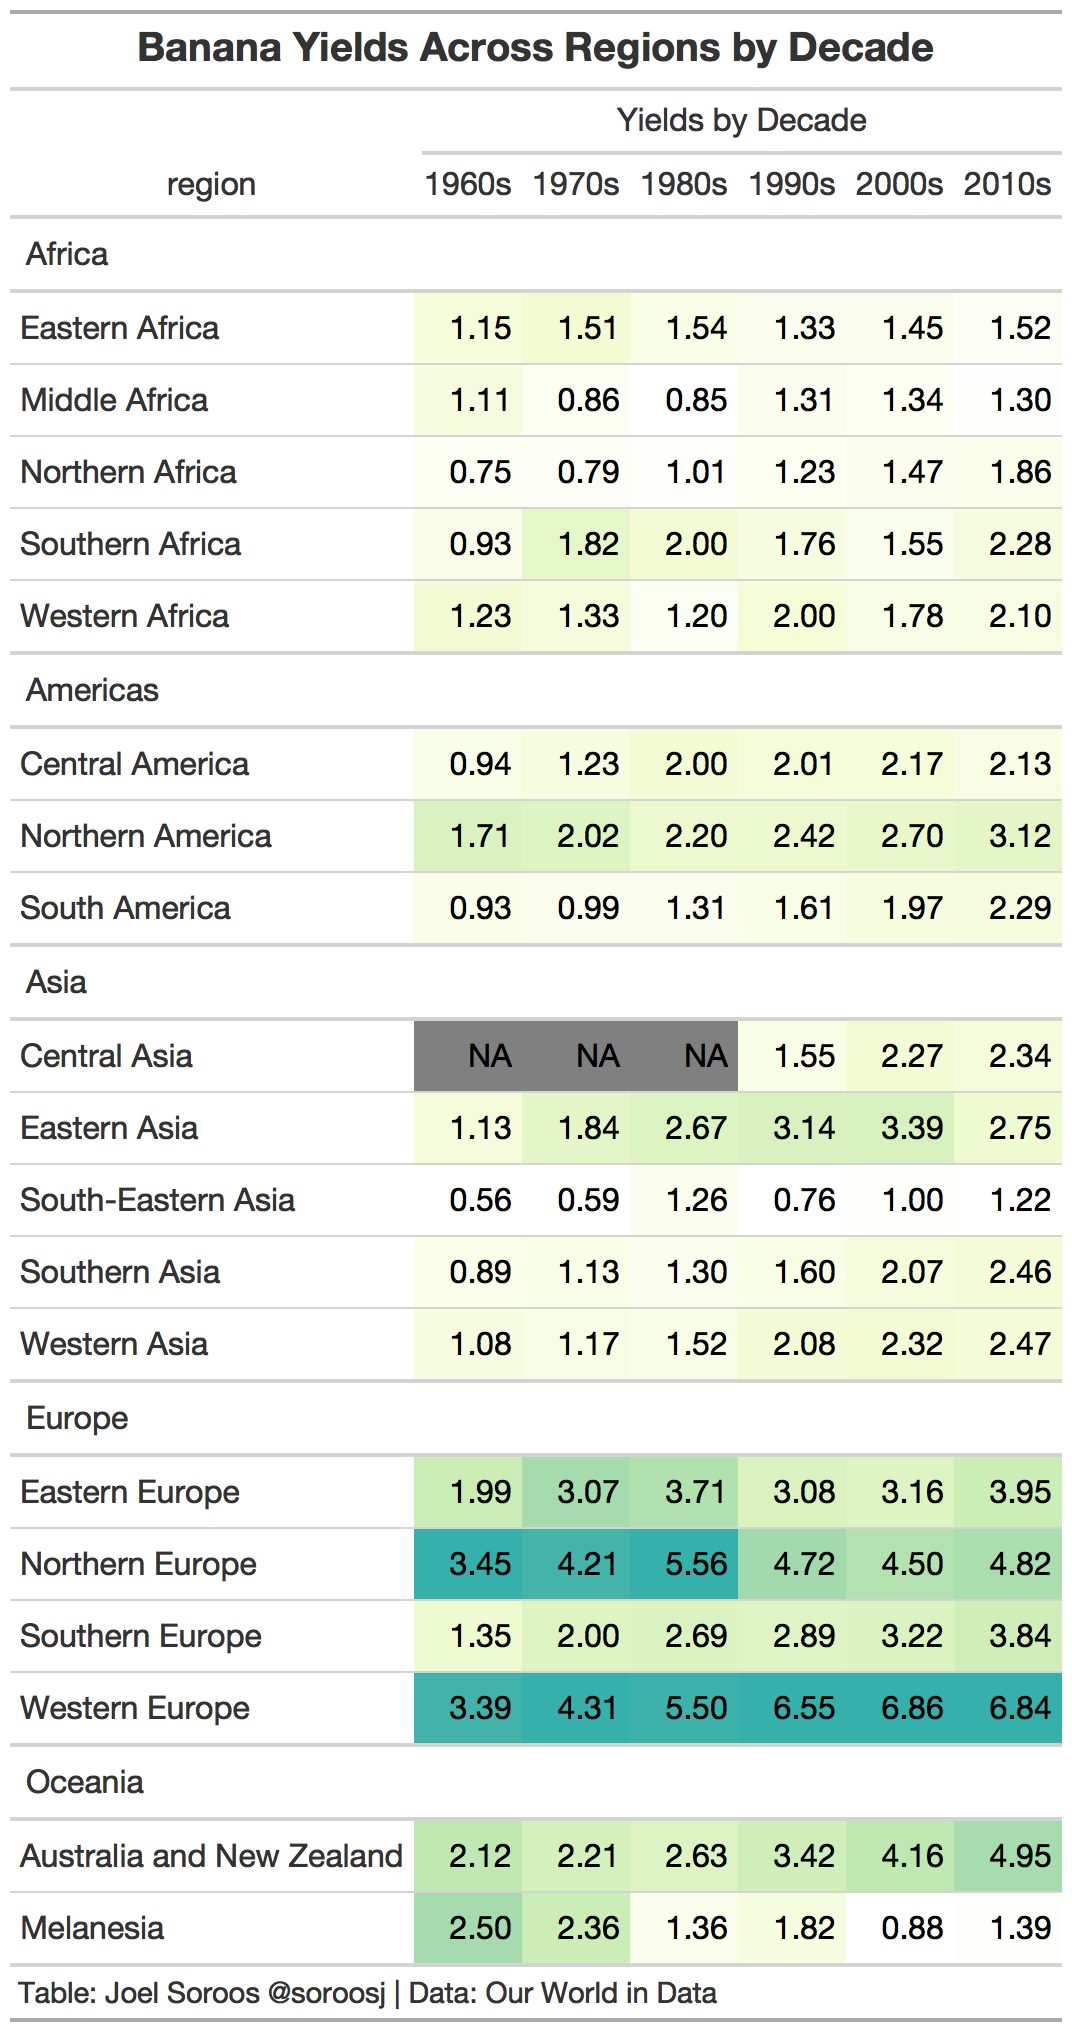 Banana Yields Across Regions by Decade
Yields by Decade
region 1960s 1970s 1980s 1990s 2000s 2010s
Africa
Eastern Africa 1.15 1.51 1.54 1.33 1.45 1.52
Middle Africa 1.11 0.86 0.85 1.31 1.34 1.30
Northern Africa 0.75 0.79 1.01 1.23 1.47 1.86
Southern Africa 0.93 1.82 2.00 1.76 1.55 2.28
Western Africa 1.23 1.33 1.20 2.00 1.78 2.10
Americas
Central America 0.94 1.23 2.00 2.01 2.17 2.13
Northern America 1.71 2.02 2.20 2.42 2.70 3.12
South America 0.93 0.99 1.31 1.61 1.97 2.29
Asia
Central Asia NA NA NA 1.55 2.27 2.34
Eastern Asia 1.13 1.84 2.67 3.14 3.39 2.75
South-Eastern Asia 0.56 0.59 1.26 0.76 1.00 1.22
Southern Asia 0.89 1.13 1.30 1.60 2.07 2.46
Western Asia 1.08 1.17 1.52 2.08 2.32 2.47
Europe
Eastern Europe 1.99 3.07 3.71 3.08 3.16 3.95
Northern Europe 3.45 4.21 5.56 4.72 4.50 4.82
Southern Europe 1.35 2.00 2.69 2.89 3.22 3.84
Western Europe 3.39 4.31 5.50 6.55 6.86 6.84
Oceania
Australia and New Zealand 2.12 2.21 2.63 3.42 4.16 4.95
Melanesia 2.50 2.36 1.36 1.82 0.88 1.39
Table: Joel Soroos @soroosj | Data: Our World in Data